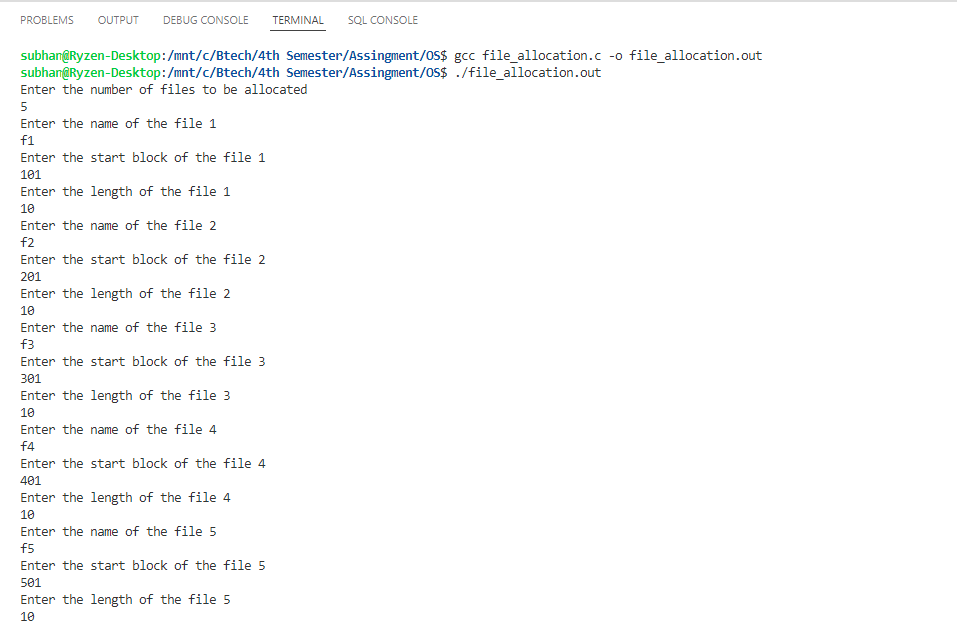 PROBLEMS OUTPUT DEBUG CONSOLE TERMINAL SQL CONSOLE
subhan@Ryzen-Desktop:/mnt/c/Btech/4th Semester/Assingment/OS$ gcc file_allocation.c -o file_allocation.out
subhan@Ryzen-Desktop:/mnt/c/Btech/4th Semester/Assingment/OS$ ./file_allocation.out
Enter the number of files to be allocated
5
Enter the name of the file 1
f1
Enter the start block of the file 1
101
Enter the length of the file 1
10
Enter the name of the file 2
f2
Enter the start block of the file 2
201
Enter the length of the file 2
10
Enter the name of the file 3
f3
Enter the start block of the file 3
301
Enter the length of the file 3
10
Enter the name of the file 4
f4
Enter the start block of the file 4
401
Enter the length of the file 4
10
Enter the name of the file 5
f5
Enter the start block of the file 5
501
Enter the length of the file 5
10